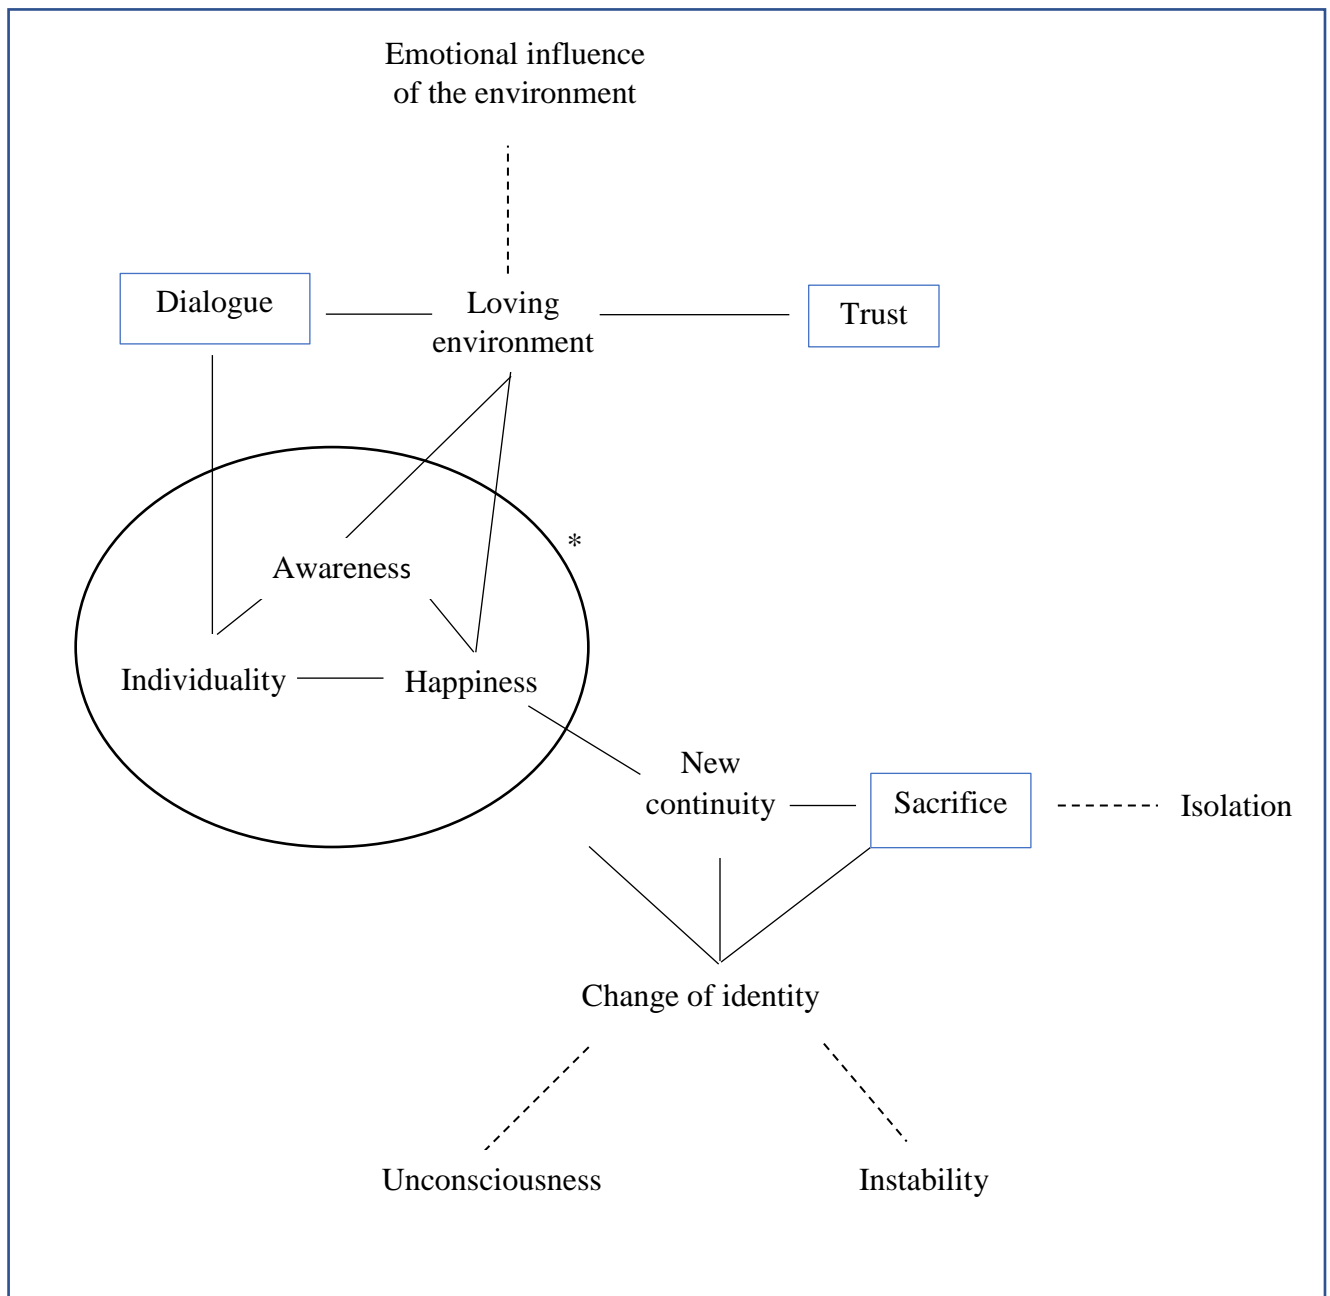 Emotional influence
of the environment
Dialogue
Loving
environment
Trust
*
Awareness
Individuality
Happiness
New
continuity
Sacrifice
Isolation
Change of identity
Unconsciousness
Instability